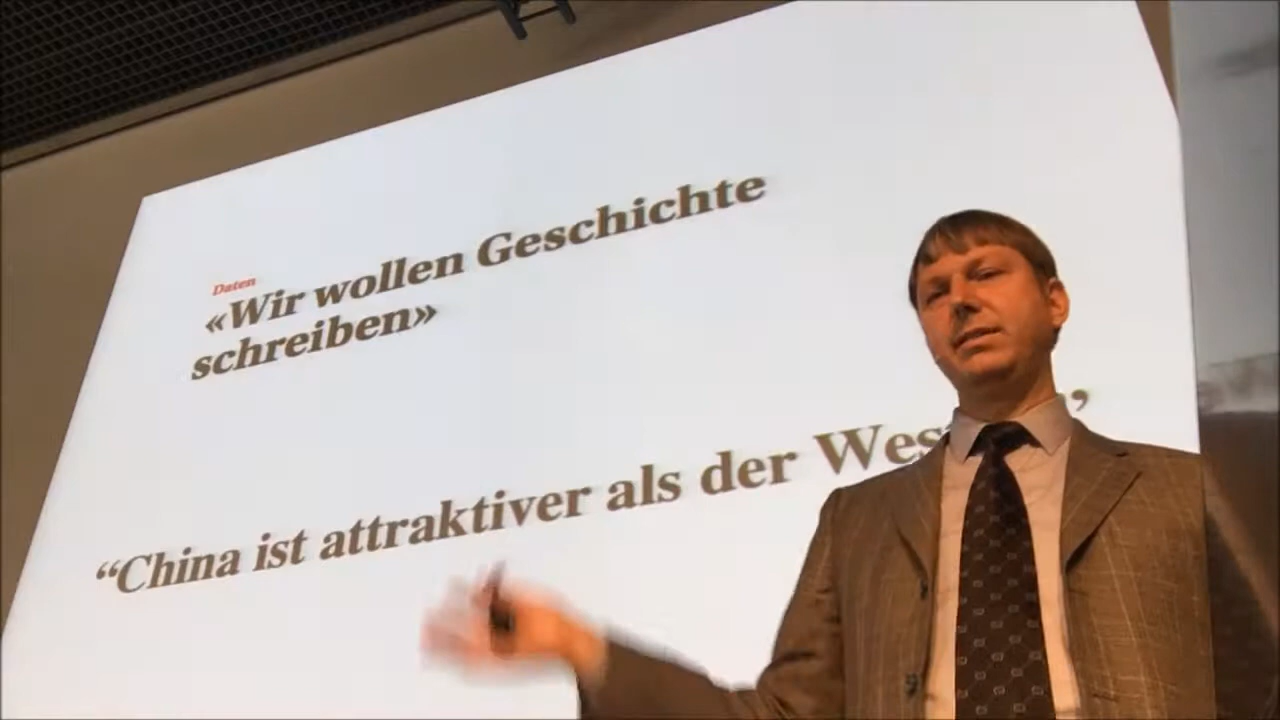 Daten
«Wir wollen Geschichte
schreiben»
“China ist attraktiver als der